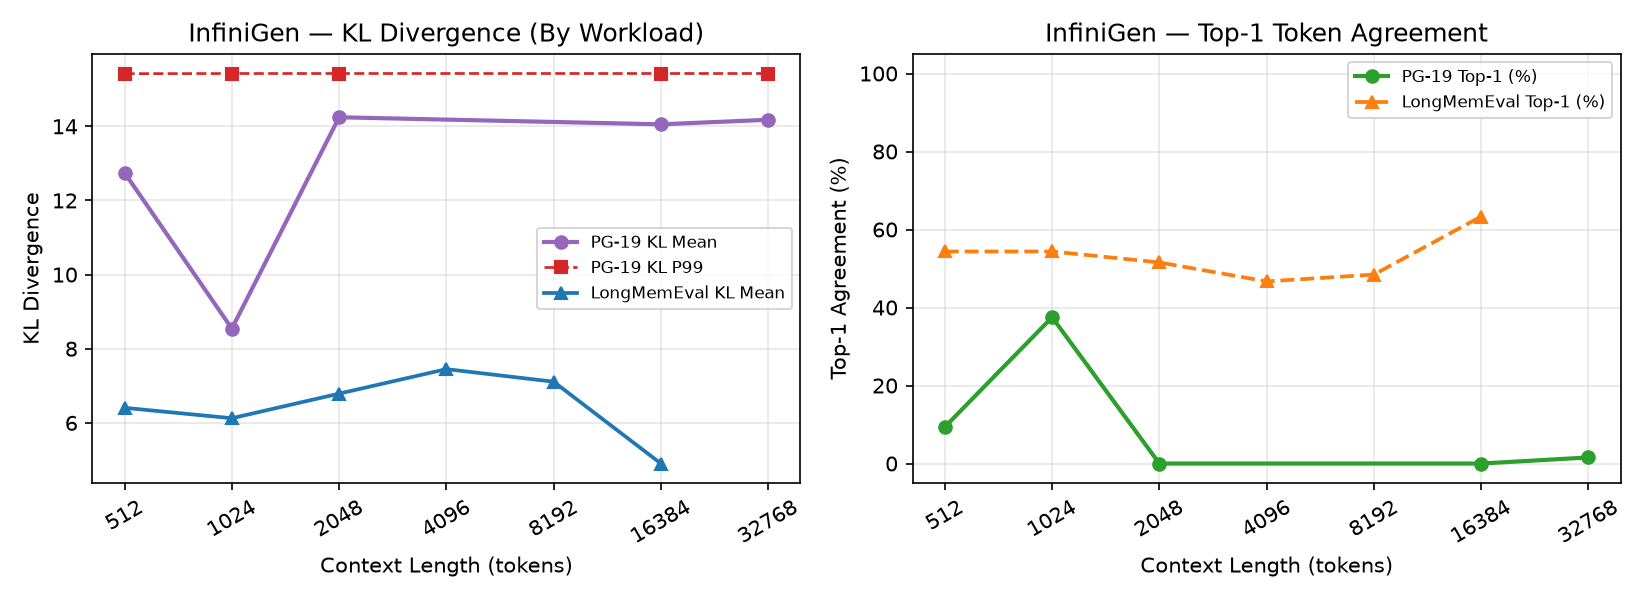 InfiniGen — KL Divergence (By Workload)
KL Divergence
14
12
10
8
6
PG-19 KL Mean
PG-19 KL P99
LongMemEval KL Mean
512
1024
2048
4096
8192
16384
32768
Context Length (tokens)
InfiniGen — Top-1 Token Agreement
Top-1 Agreement (%)
100
80
60
40
20
0
PG-19 Top-1 (%)
LongMemEval Top-1 (%)
512
1024
2048
4096
8192
16384
32768
Context Length (tokens)